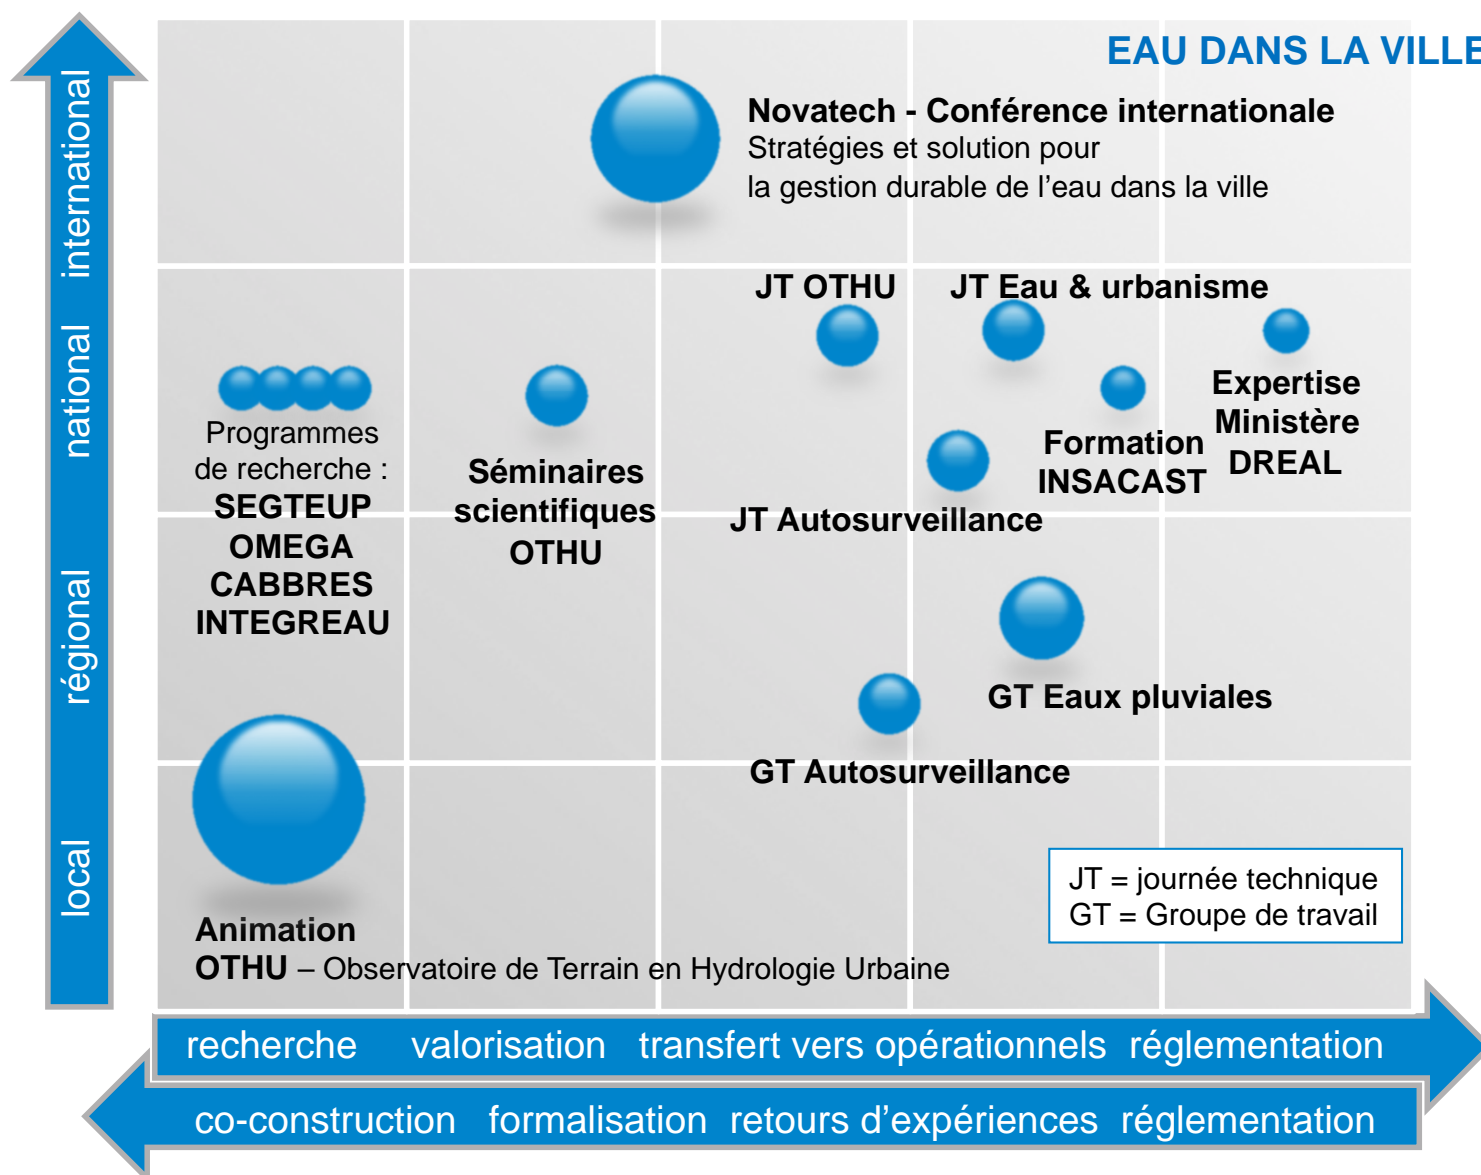 EAU DANS LA VILLE
international
national
régional
local
Novatech - Conférence internationale
Stratégies et solution pour
la gestion durable de l'eau dans la ville
JT OTHU
JT Eau & urbanisme
Programmes
de recherche :
SEGTEUP
OMEGA
CABBRES
INTEGREAU
Séminaires
scientifiques
OTHU
JT Autosurveillance
Formation
INSACAST
Expertise
Ministère
DREAL
GT Eaux pluviales
GT Autosurveillance
JT = journée technique
GT = Groupe de travail
Animation
OTHU – Observatoire de Terrain en Hydrologie Urbaine
recherche valorisation transfert vers opérationnels réglementation
co-construction formalisation retours d'expériences réglementation